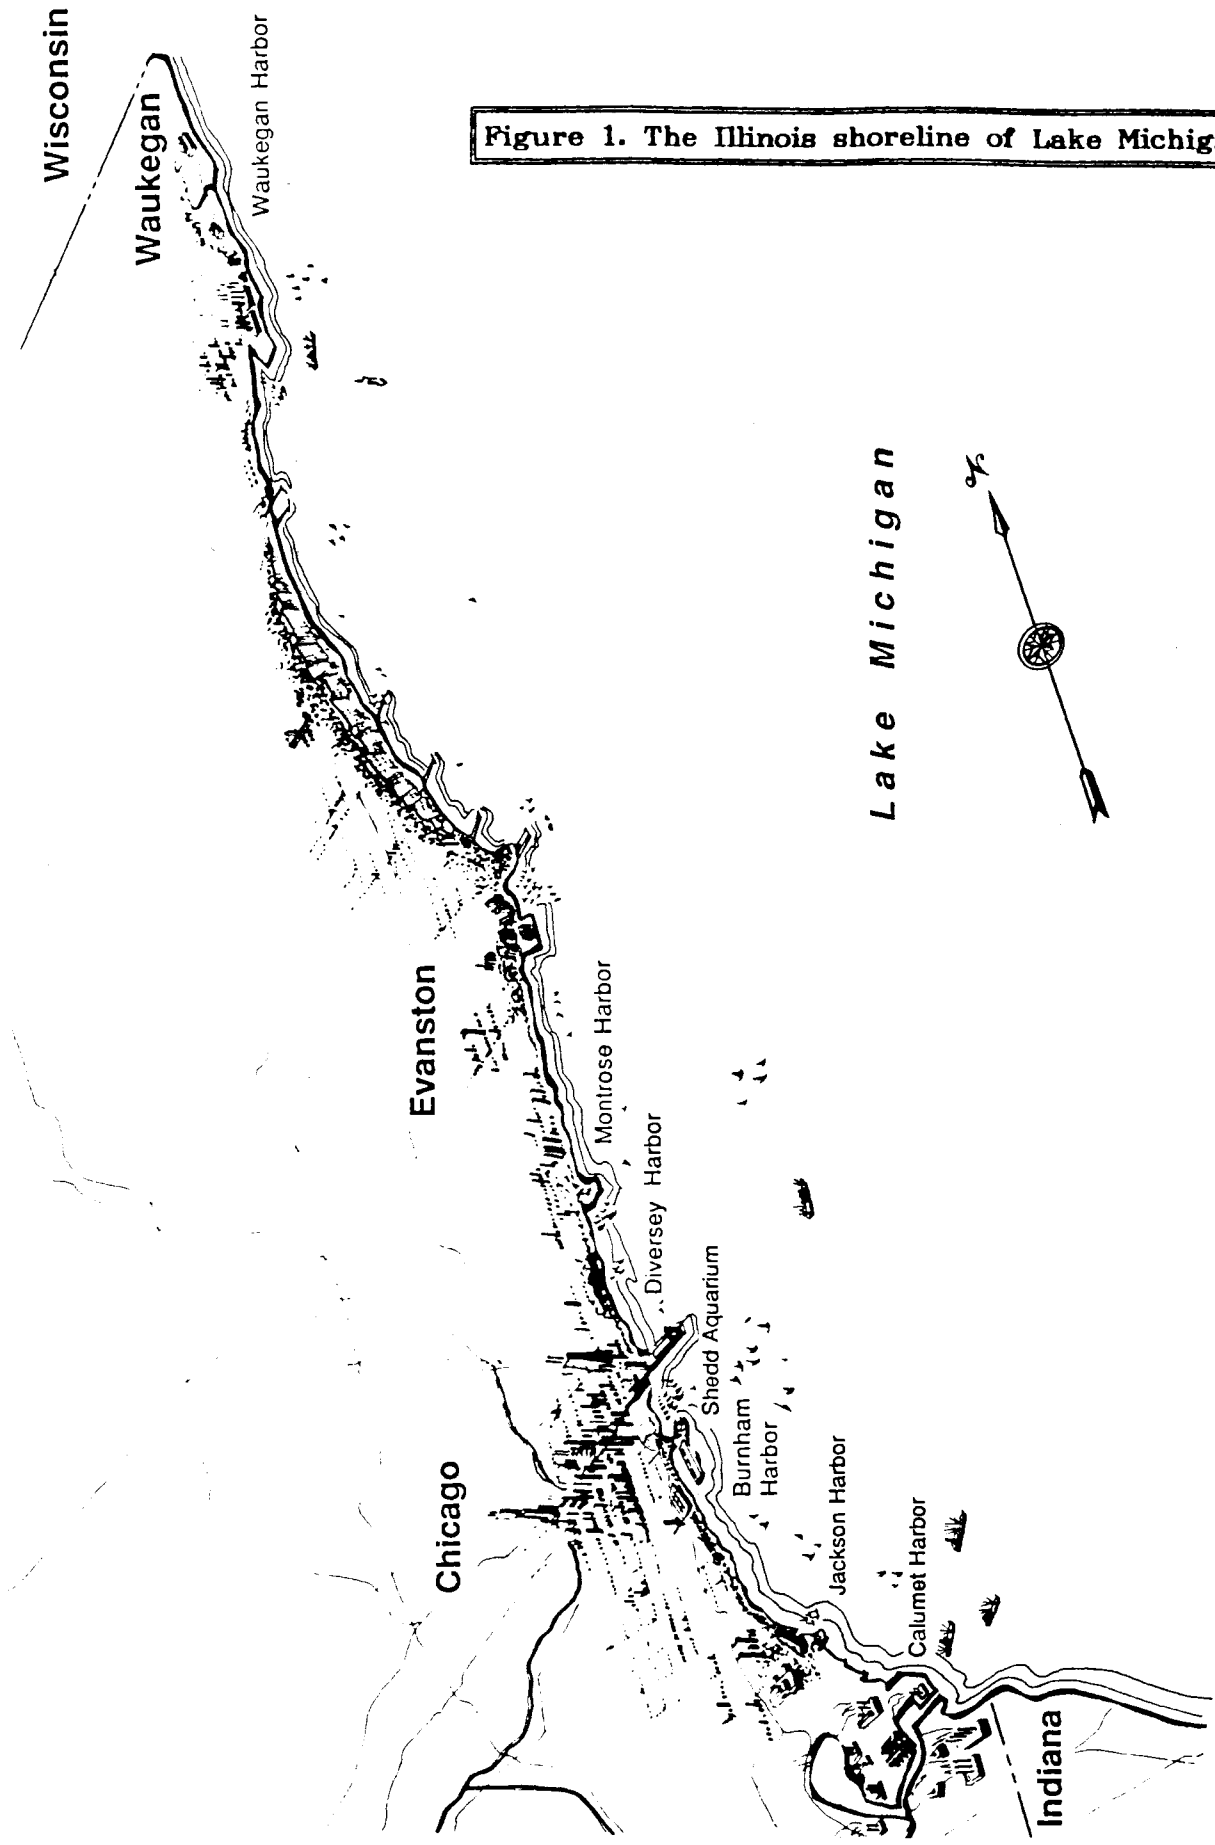 Wisconsin
Waukegan
Waukegan Harbor
Figure 1. The Illinois shoreline of Lake Michig
Lake Michigan
N
Evanston
Montrose Harbor
Diversey Harbor
Shedd Aquarium
Burnham
Harbor
Chicago
Jackson Harbor
Calumet Harbor
Indiana